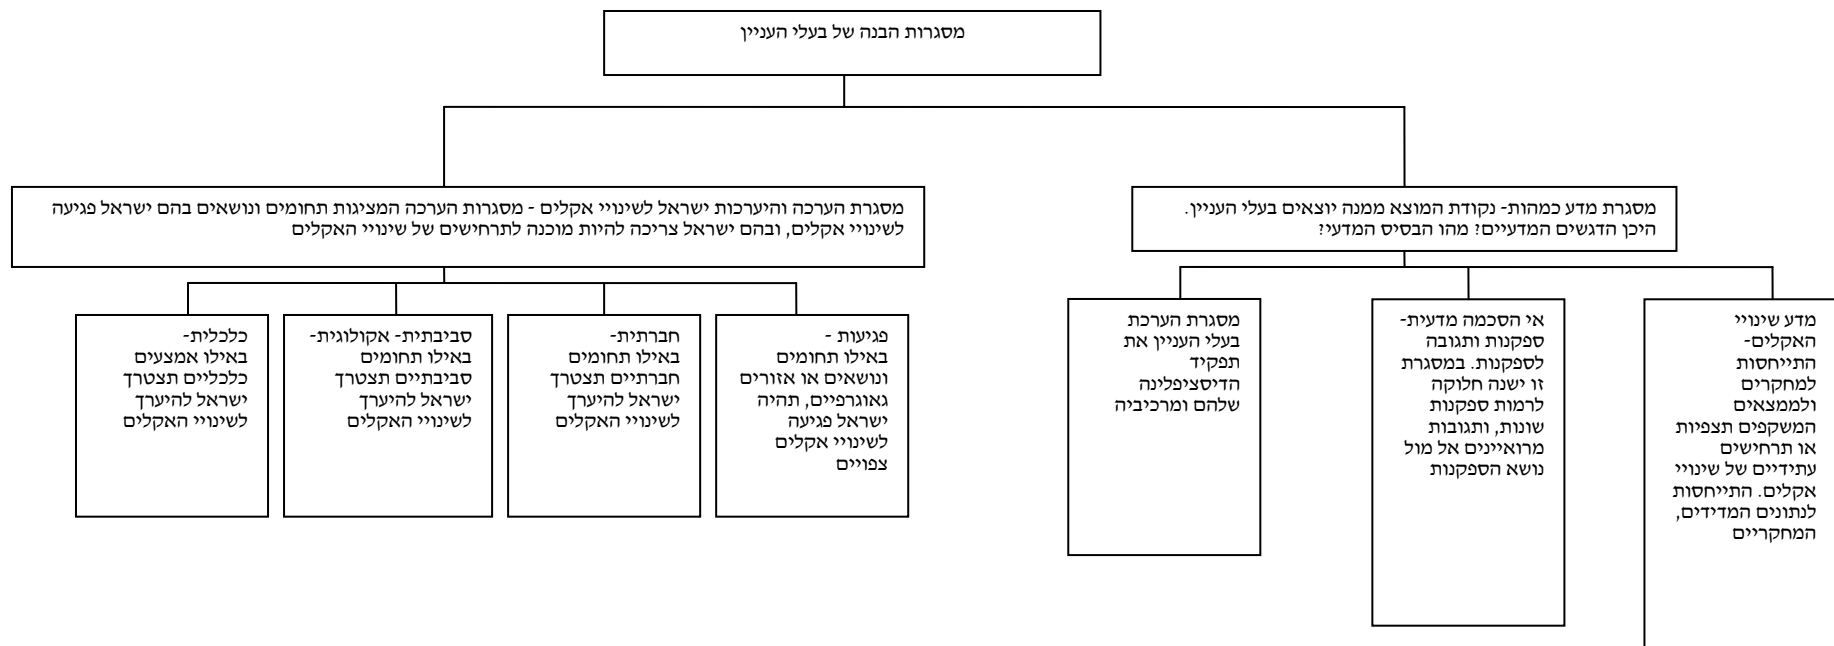 מסגרות הבנה של בעלי העניין
מסגרת מדע כמהות- נקודת המוצא ממנה יוצאים בעלי העניין.
היכן הדגשים המדעיים? מהו הבסיס המדעי?
מסגרת הערכה והיערכות ישראל לשינויי אקלים - מסגרות הערכה המציגות תחומים ונושאים בהם ישראל פגיעה
לשינויי אקלים, ובהם ישראל צריכה להיות מוכנה לתרחישים של שינויי האקלים
מדע שינויי
האקלים-
התייחסות
למחקרים
ולממצאים
המשקפים תצפיות
או תרחישים
עתידיים של שינויי
אקלים. התייחסות
לנתונים המדידים,
המחקריים
אי הסכמה מדעית-
ספקנות ותגובה
לספקנות. במסגרת
זו ישנה חלוקה
לרמות ספקנות
שונות, ותגובות
מרואיינים אל מול
נושא הספקנות
מסגרת הערכת
בעלי העניין את
תפקיד
הדיסציפלינה
שלהם ומרכיביה
פגיעות -
באילו תחומים
ונושאים או אזורים
גאוגרפיים, תהיה
ישראל פגיעה
לשינויי אקלים
צפויים
חברתית-
באילו תחומים
חברתיים תצטרך
ישראל להיערך
לשינויי האקלים
סביבתית- אקולוגית-
באילו תחומים
סביבתיים תצטרך
ישראל להיערך
לשינויי האקלים
כלכלית-
באילו אמצעים
כלכליים תצטרך
ישראל להיערך
לשינויי האקלים